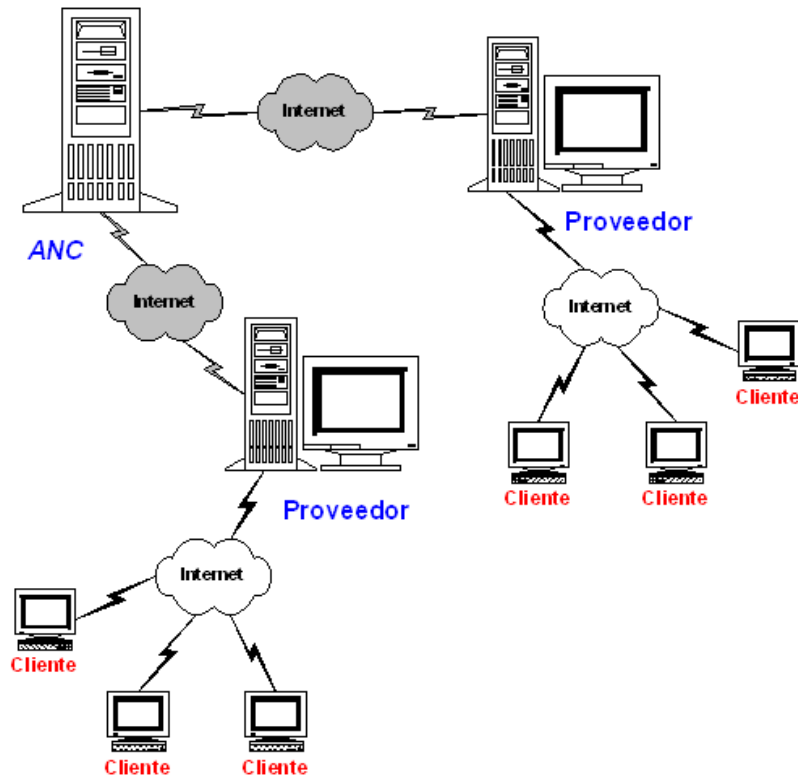 Internet
Proveedor
ANC
Internet
Internet
Cliente
Cliente
Cliente
Proveedor
Internet
Cliente
Cliente
Cliente